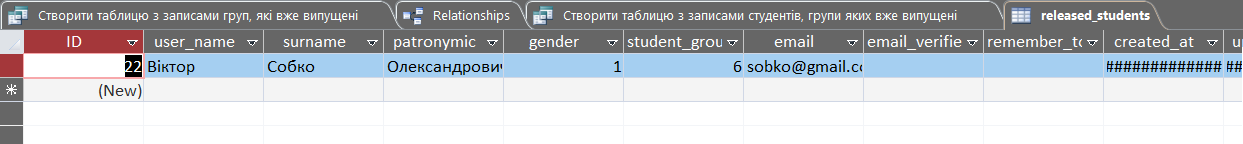 Створити таблицю з записами груп, які вже випущені Relationships Створити таблицю з записами студентів, групи яких вже випущені released_students
ID user_name surname patronymic gender student_grou email email_verifie remember_to created_at
22 Віктор Собко Олександрович 1 6 sobko@gmail.co ############# ##
(New)